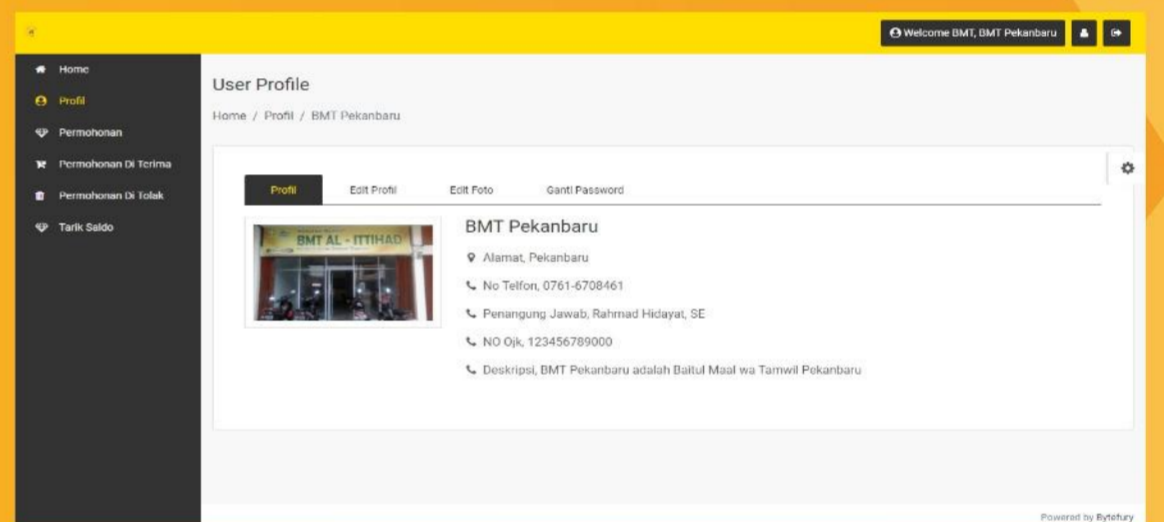 Welcome BMT, BMT Pekanbaru
Home
Profil
Permohonan
Permohonan Di Terima
Permohonan Di Tolak
Tarik Saldo
User Profile
Home / Profil / BMT Pekanbaru
Profil
Edit Profil
Edit Foto
Ganti Password
BMT AL - ITTIHAD
BMT Pekanbaru
Alamat, Pekanbaru
No Telfon, 0761-6708461
Penangung Jawab, Rahmad Hidayat, SE
NO Ojk, 123456789000
Deskripsi, BMT Pekanbaru adalah Baitul Maal wa Tamwil Pekanbaru
Powered by Bytefury